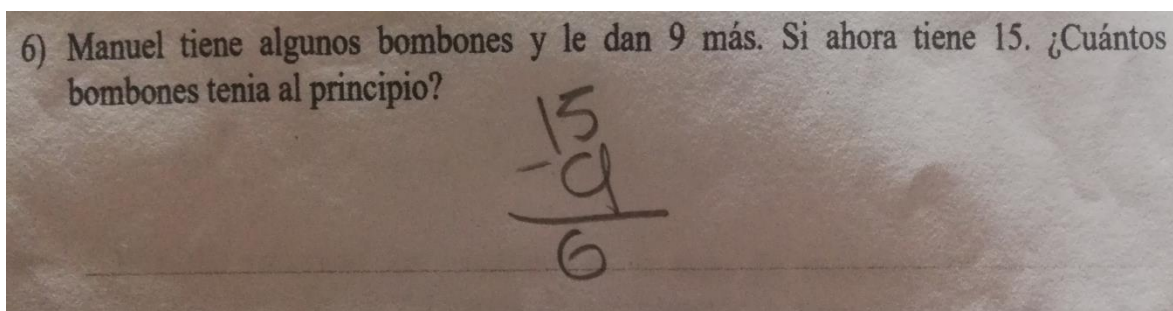 6) Manuel tiene algunos bombones y le dan 9 más. Si ahora tiene 15. ¿Cuántos
bombones tenia al principio?
15
-9
6